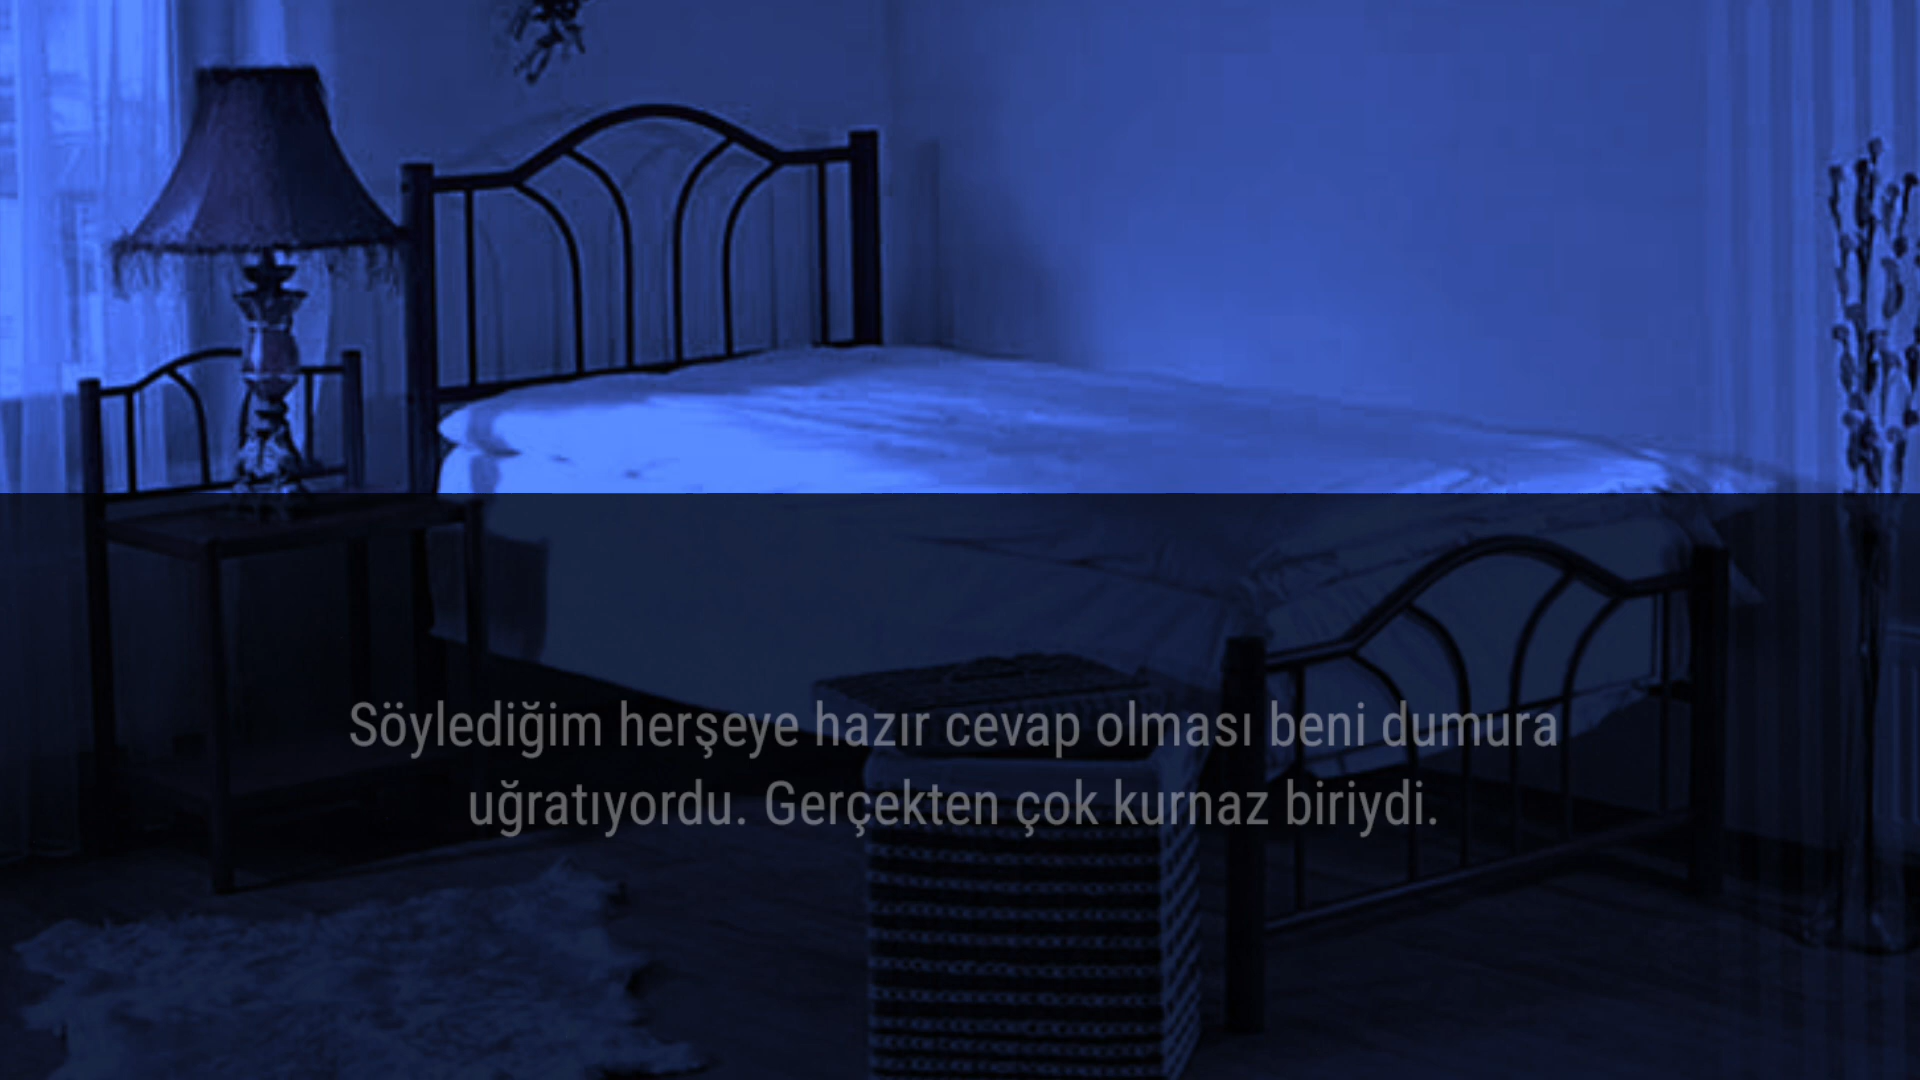 Söylediğim herşeye hazır cevap olması beni dumura
uğratıyordu. Gerçekten çok kurnaz biriydi.